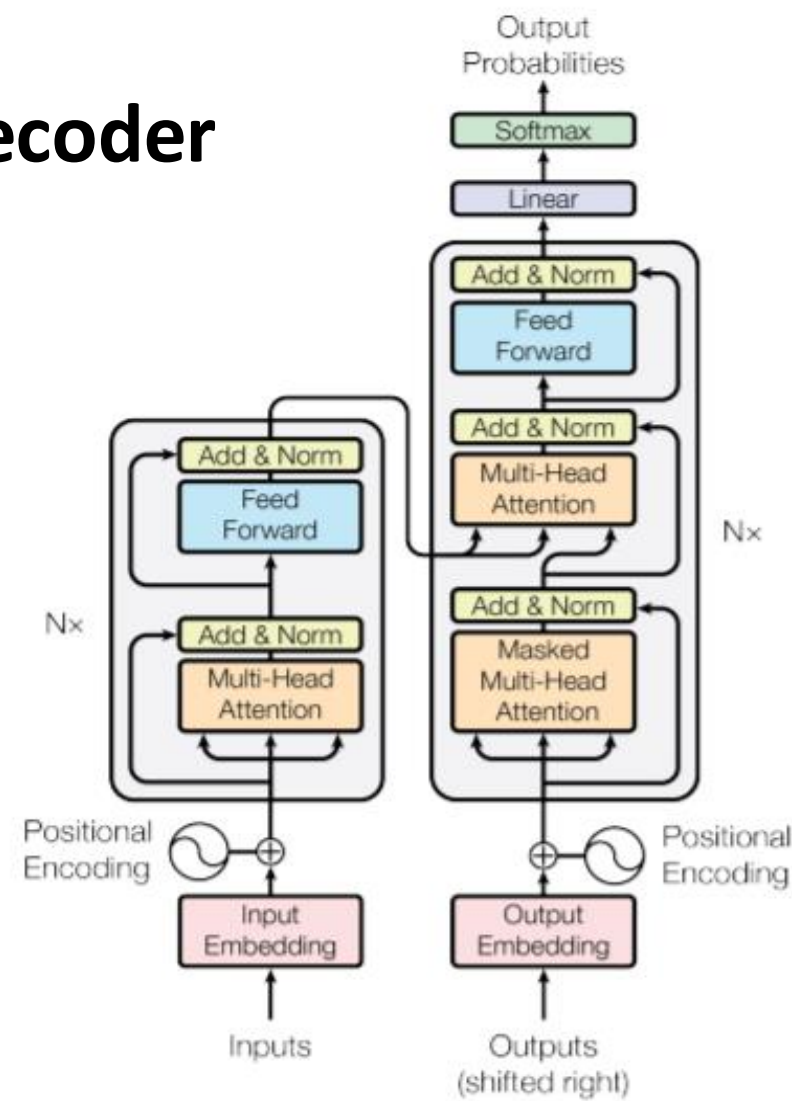 ecoder
Output
Probabilities
Softmax
Linear
Add & Norm
Feed
Forward
Add & Norm
Multi-Head
Attention
Nx
Add & Norm
Masked
Multi-Head
Attention
Add & Norm
Feed
Forward
Nx
Add & Norm
Multi-Head
Attention
Positional
Encoding
Positional
Encoding
Input
Embedding
Output
Embedding
Inputs
Outputs
(shifted right)